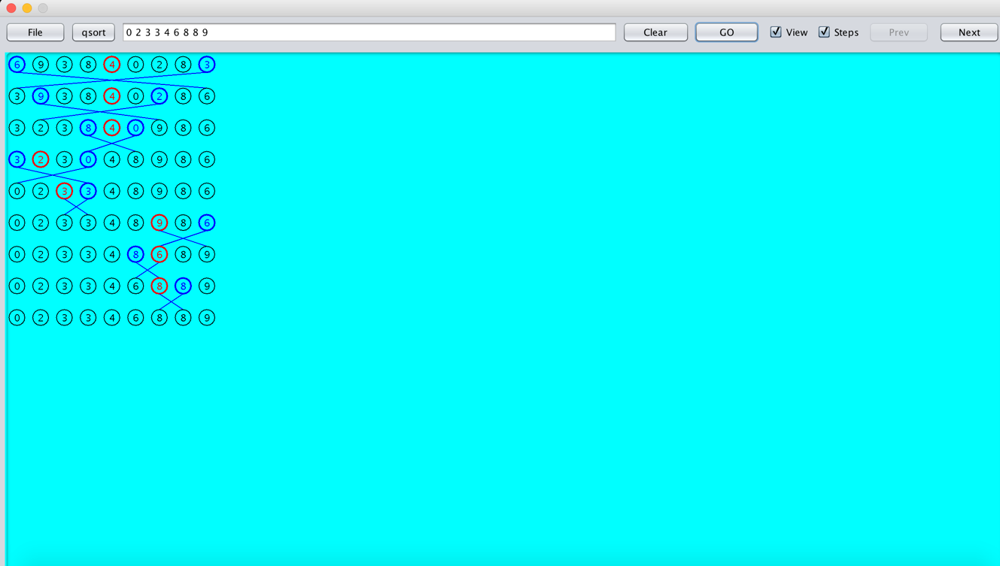 File qsort 0 2 3 3 4 6 8 8 9 Clear GO View Steps Prev Next
6 9 3 8 4 0 2 8 3
3 9 3 8 4 0 2 8 6
3 2 3 8 4 0 9 8 6
3 2 3 0 4 8 9 8 6
0 2 3 3 4 8 9 8 6
0 2 3 3 4 8 9 8 6
0 2 3 3 4 8 6 8 9
0 2 3 3 4 6 8 8 9
0 2 3 3 4 6 8 8 9